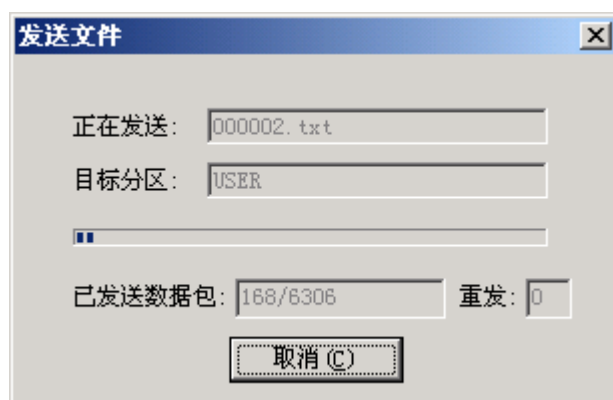 发送文件
正在发送: 000002.txt
目标分区: USER
已发送数据包: 168/6306 重发: 0
取消(C)